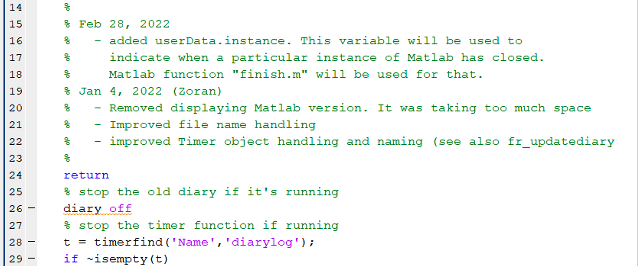 14 %
15 % Feb 28, 2022
16 % - added userData.instance. This variable will be used to
17 % indicate when a particular instance of Matlab has closed.
18 % Matlab function "finish.m" will be used for that.
19 % Jan 4, 2022 (Zoran)
20 % - Removed displaying Matlab version. It was taking too much space
21 % - Improved file name handling
22 % - improved Timer object handling and naming (see also fr_updatediary
23 %
24 return
25 % stop the old diary if it's running
26 - diary off
27 % stop the timer function if running
28 - t = timerfind('Name','diarylog');
29 - if ~isempty(t)